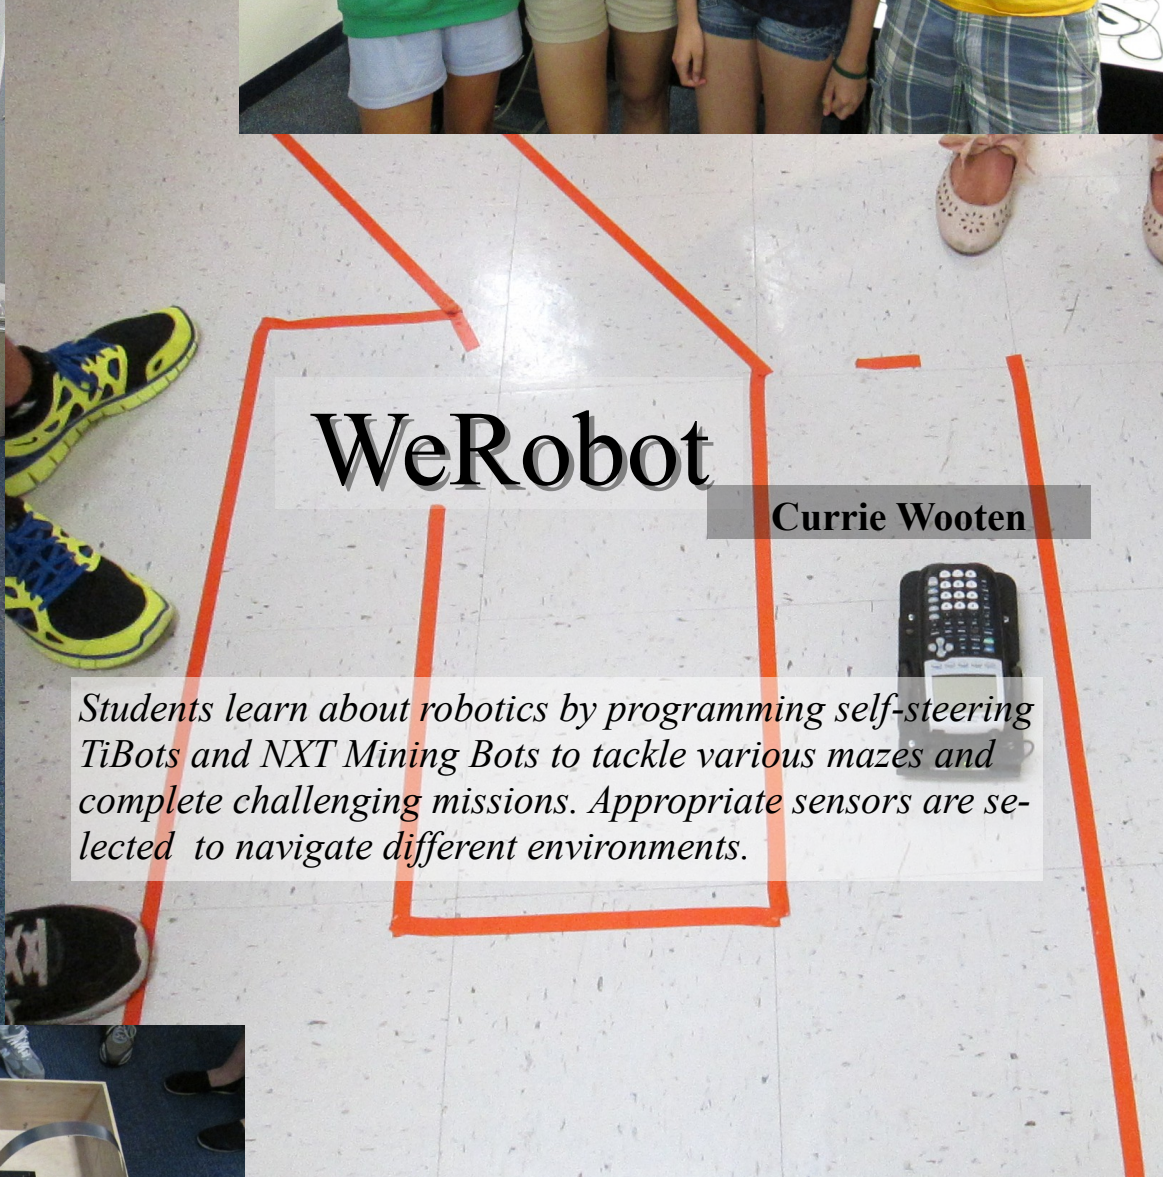 WeRobot
Currie Wooten
Students learn about robotics by programming self-steering
TiBots and NXT Mining Bots to tackle various mazes and
complete challenging missions. Appropriate sensors are se-
lected  to navigate different environments.